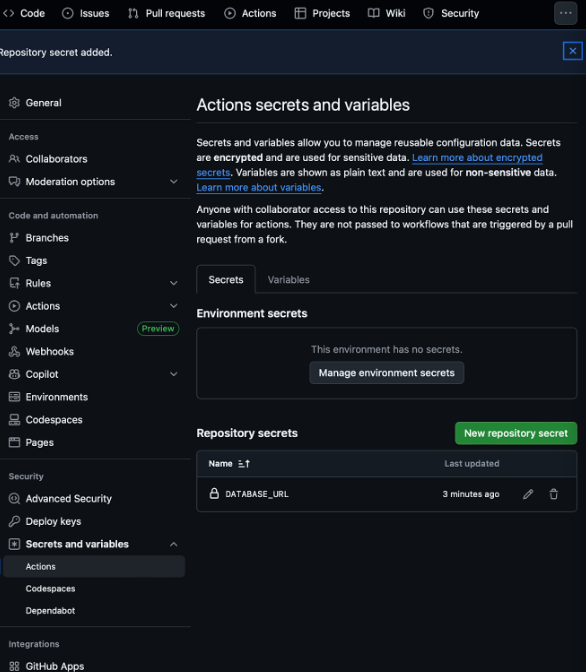 Code Issues Pull requests Actions Projects Wiki Security
Repository secret added.
General
Access
Collaborators
Moderation options
Code and automation
Branches
Tags
Rules
Actions
Models Preview
Webhooks
Copilot
Environments
Codespaces
Pages
Security
Advanced Security
Deploy keys
Secrets and variables
Actions
Codespaces
Dependabot
Integrations
GitHub Apps
Actions secrets and variables
Secrets and variables allow you to manage reusable configuration data. Secrets
are encrypted and are used for sensitive data. Learn more about encrypted
secrets. Variables are shown as plain text and are used for non-sensitive data.
Learn more about variables.
Anyone with collaborator access to this repository can use these secrets and
variables for actions. They are not passed to workflows that are triggered by a pull
request from a fork.
Secrets Variables
Environment secrets
This environment has no secrets.
Manage environment secrets
Repository secrets New repository secret
Name Last updated
DATABASE_URL 3 minutes ago